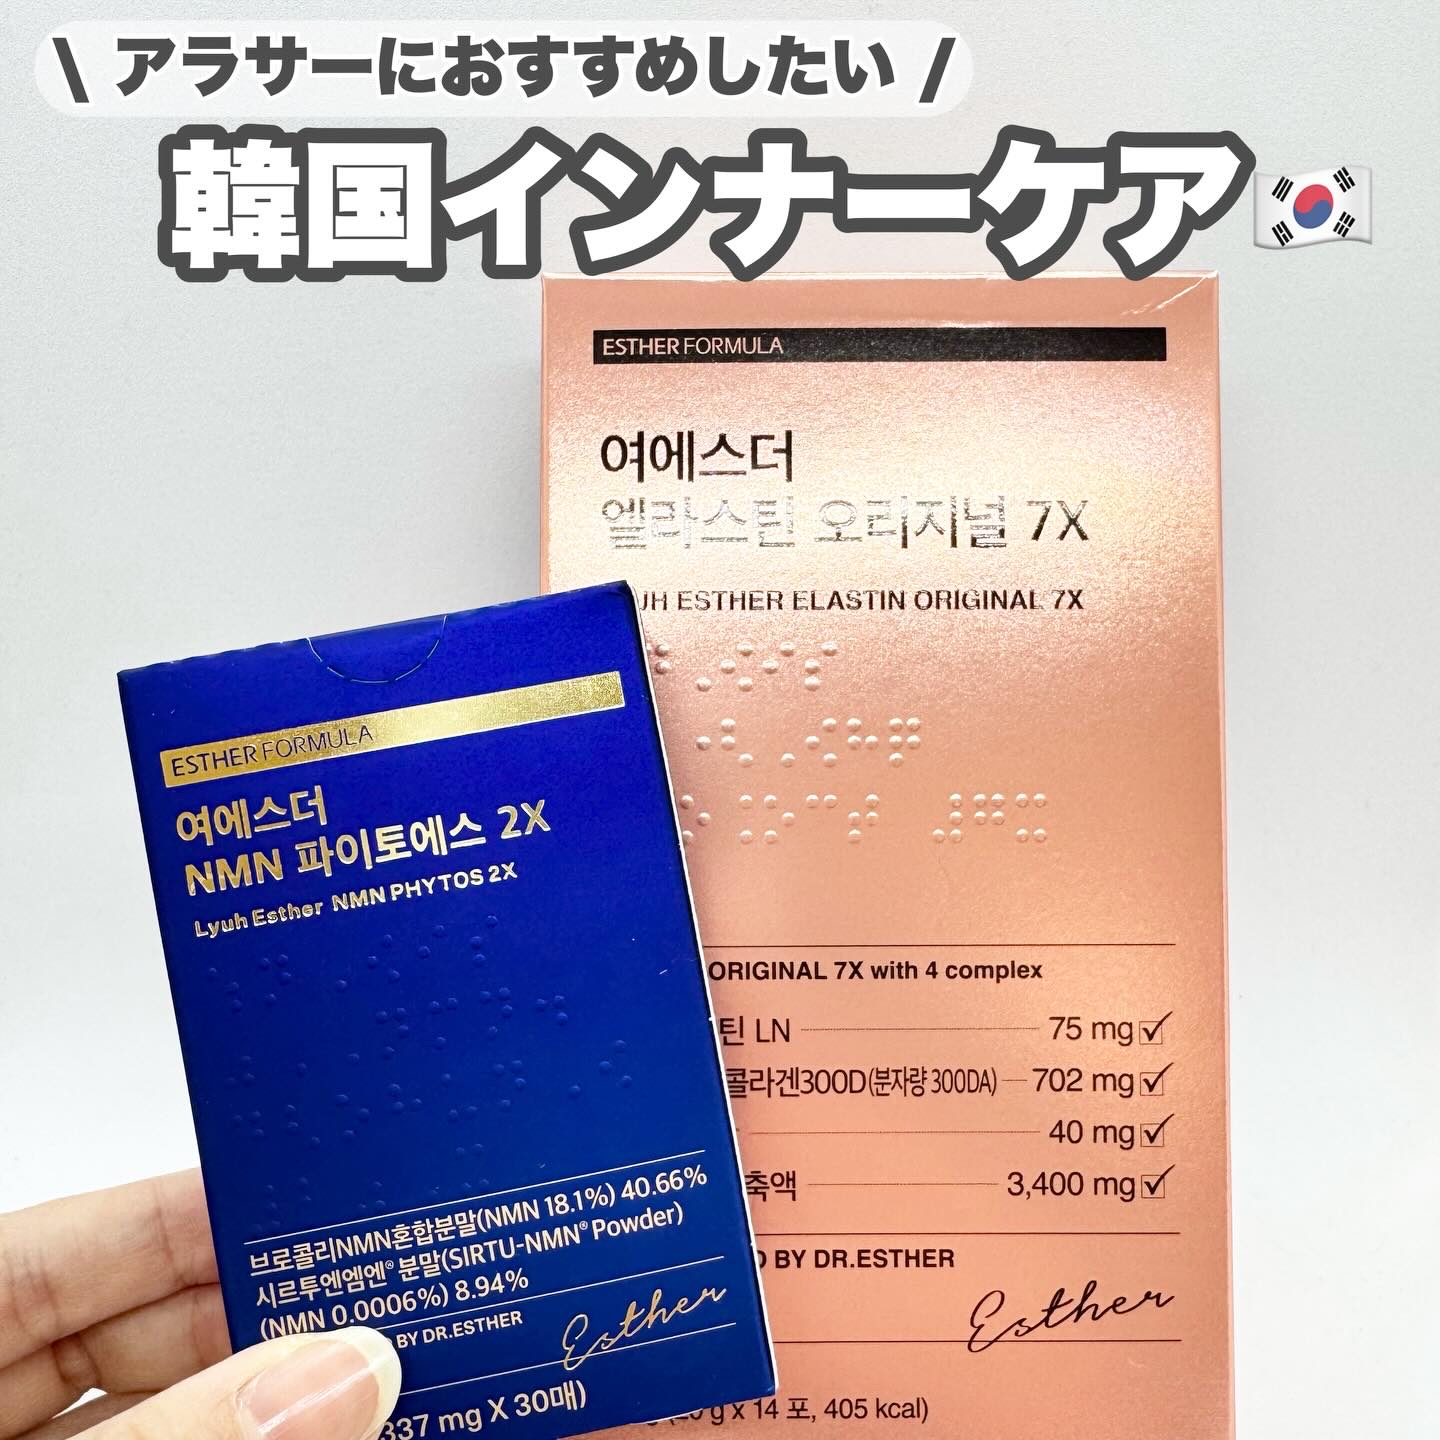 \ アラサーにおすすめしたい /
韓国インナーケア
ESTHER FORMULA
여에스더
엘라스틴 오리지널 7X
ESTHER ELASTIN ORIGINAL 7X
ORIGINAL 7X with 4 complex
LN 75 mg
콜라겐300D(분자량 300DA) 702 mg
40 mg
3,400 mg
BY DR.ESTHER
Esther
g x 14 포, 405 kcal)
ESTHER FORMULA
여에스더
NMN 파이토에스 2X
Lyuh Esther NMN PHYTOS 2X
브로콜리NMN혼합분말(NMN 18.1%) 40.66%
시르투엔엠엔® 분말(SIRTU-NMN® Powder)
(NMN 0.0006%) 8.94%
BY DR.ESTHER
Esther
337 mg X 30매)